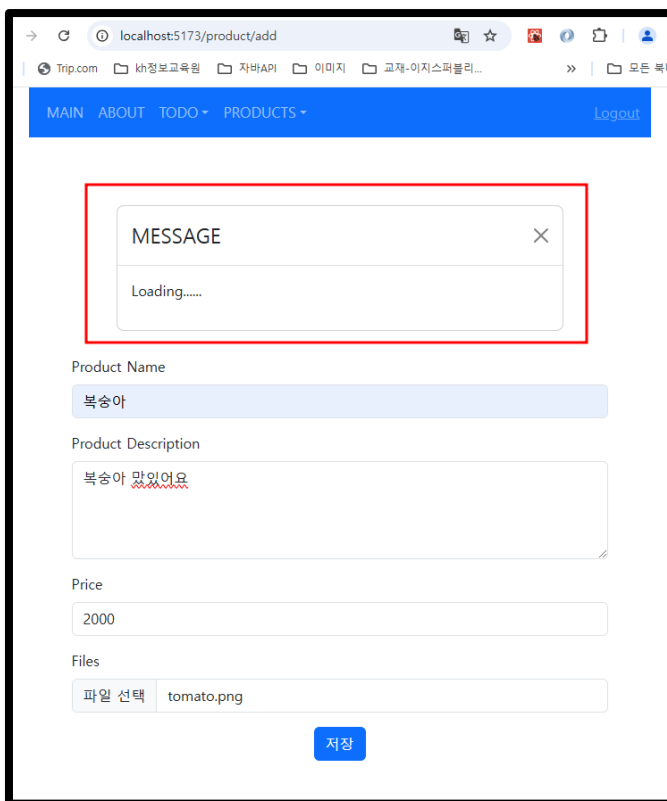 localhost:5173/product/add
Trip.com kh정보교육원 자바API 이미지 교재-이지스퍼블리... » 모든 북
MAIN ABOUT TODO PRODUCTS Logout
MESSAGE
Loading......
Product Name
복숭아
Product Description
복숭아 맜있어요
Price
2000
Files
파일 선택 tomato.png
저장